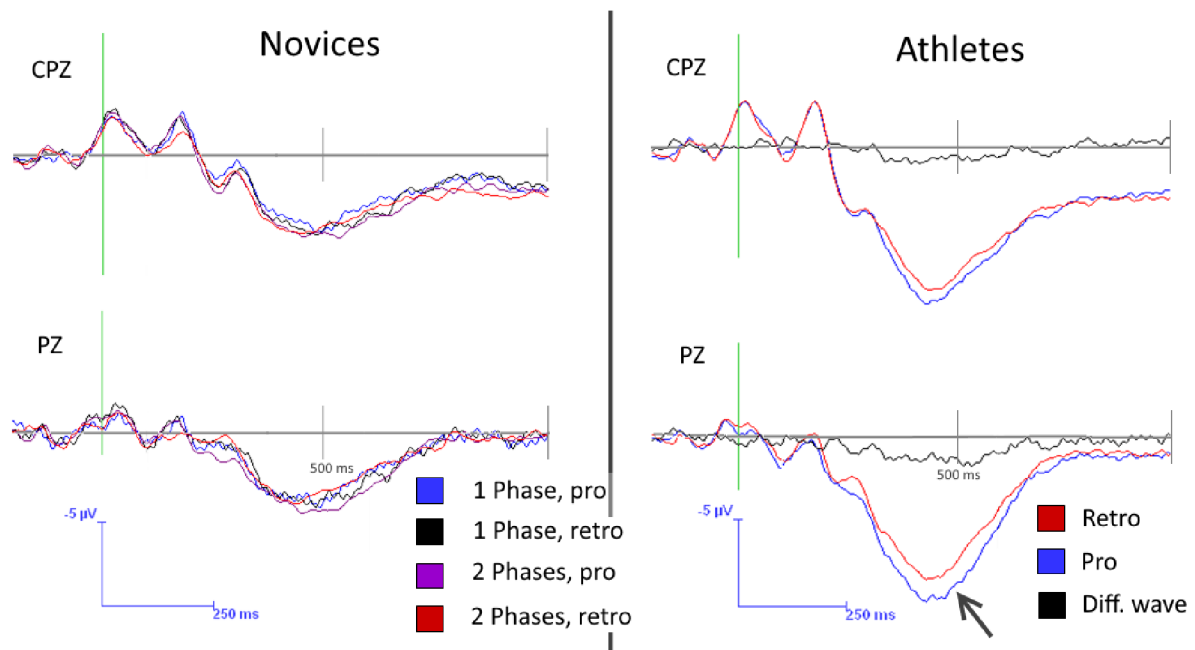 Novices
CPZ
PZ
500 ms
-5 µV
250 ms
1 Phase, pro
1 Phase, retro
2 Phases, pro
2 Phases, retro
Athletes
CPZ
PZ
500 ms
-5 µV
250 ms
Retro
Pro
Diff. wave